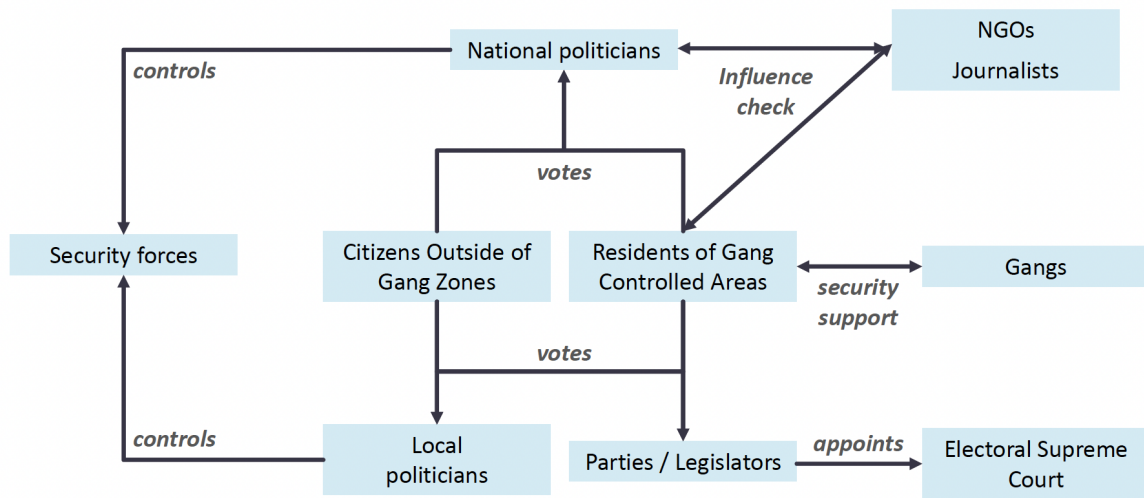 National politicians
NGOs
Journalists
controls
Influence
check
votes
Security forces
Citizens Outside of
Gang Zones
Residents of Gang
Controlled Areas
Gangs
security
support
votes
controls
Local
politicians
Parties / Legislators
appoints
Electoral Supreme
Court